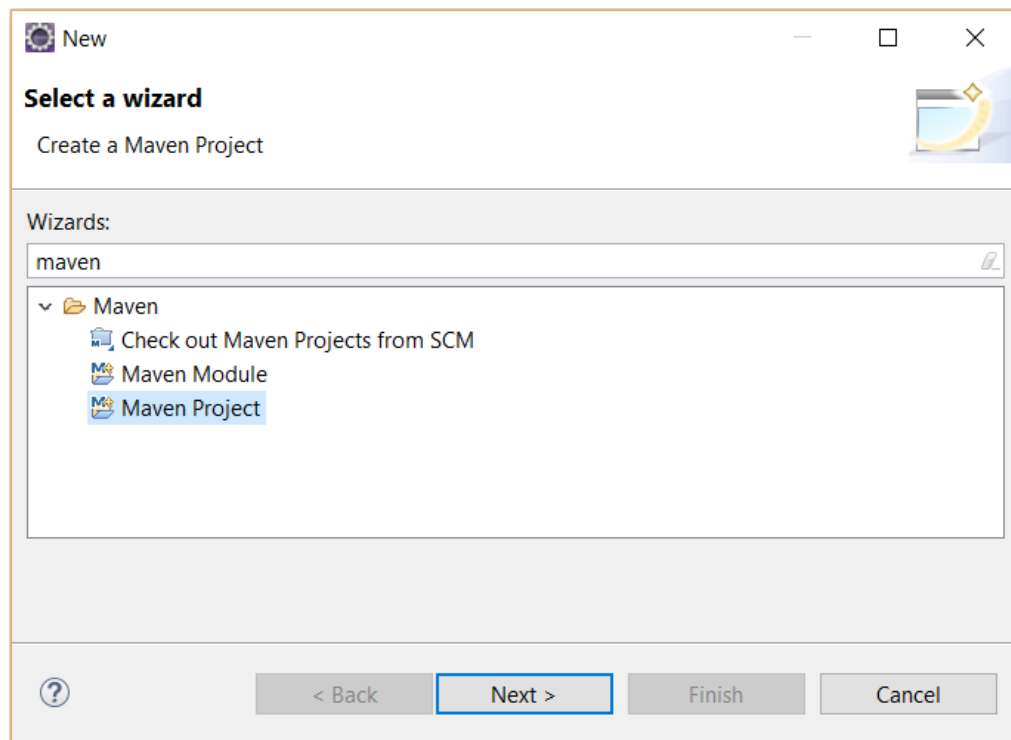 New
Select a wizard
Create a Maven Project
Wizards:
maven
Maven
Check out Maven Projects from SCM
Maven Module
Maven Project
< Back Next > Finish Cancel